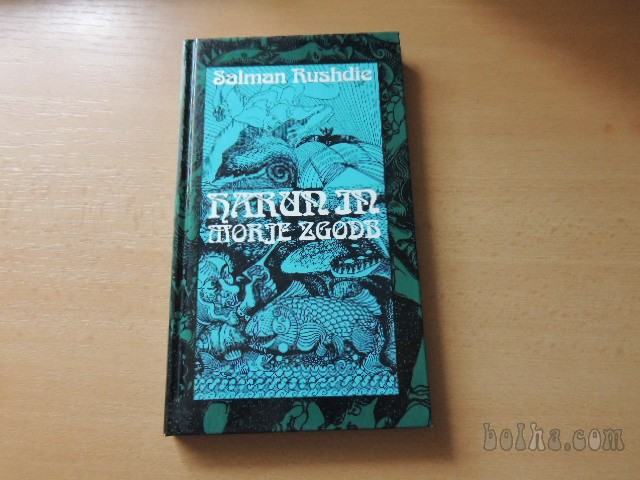 Salman Rushdie
HARUN IN
MORJE ZGODB
bolha.com